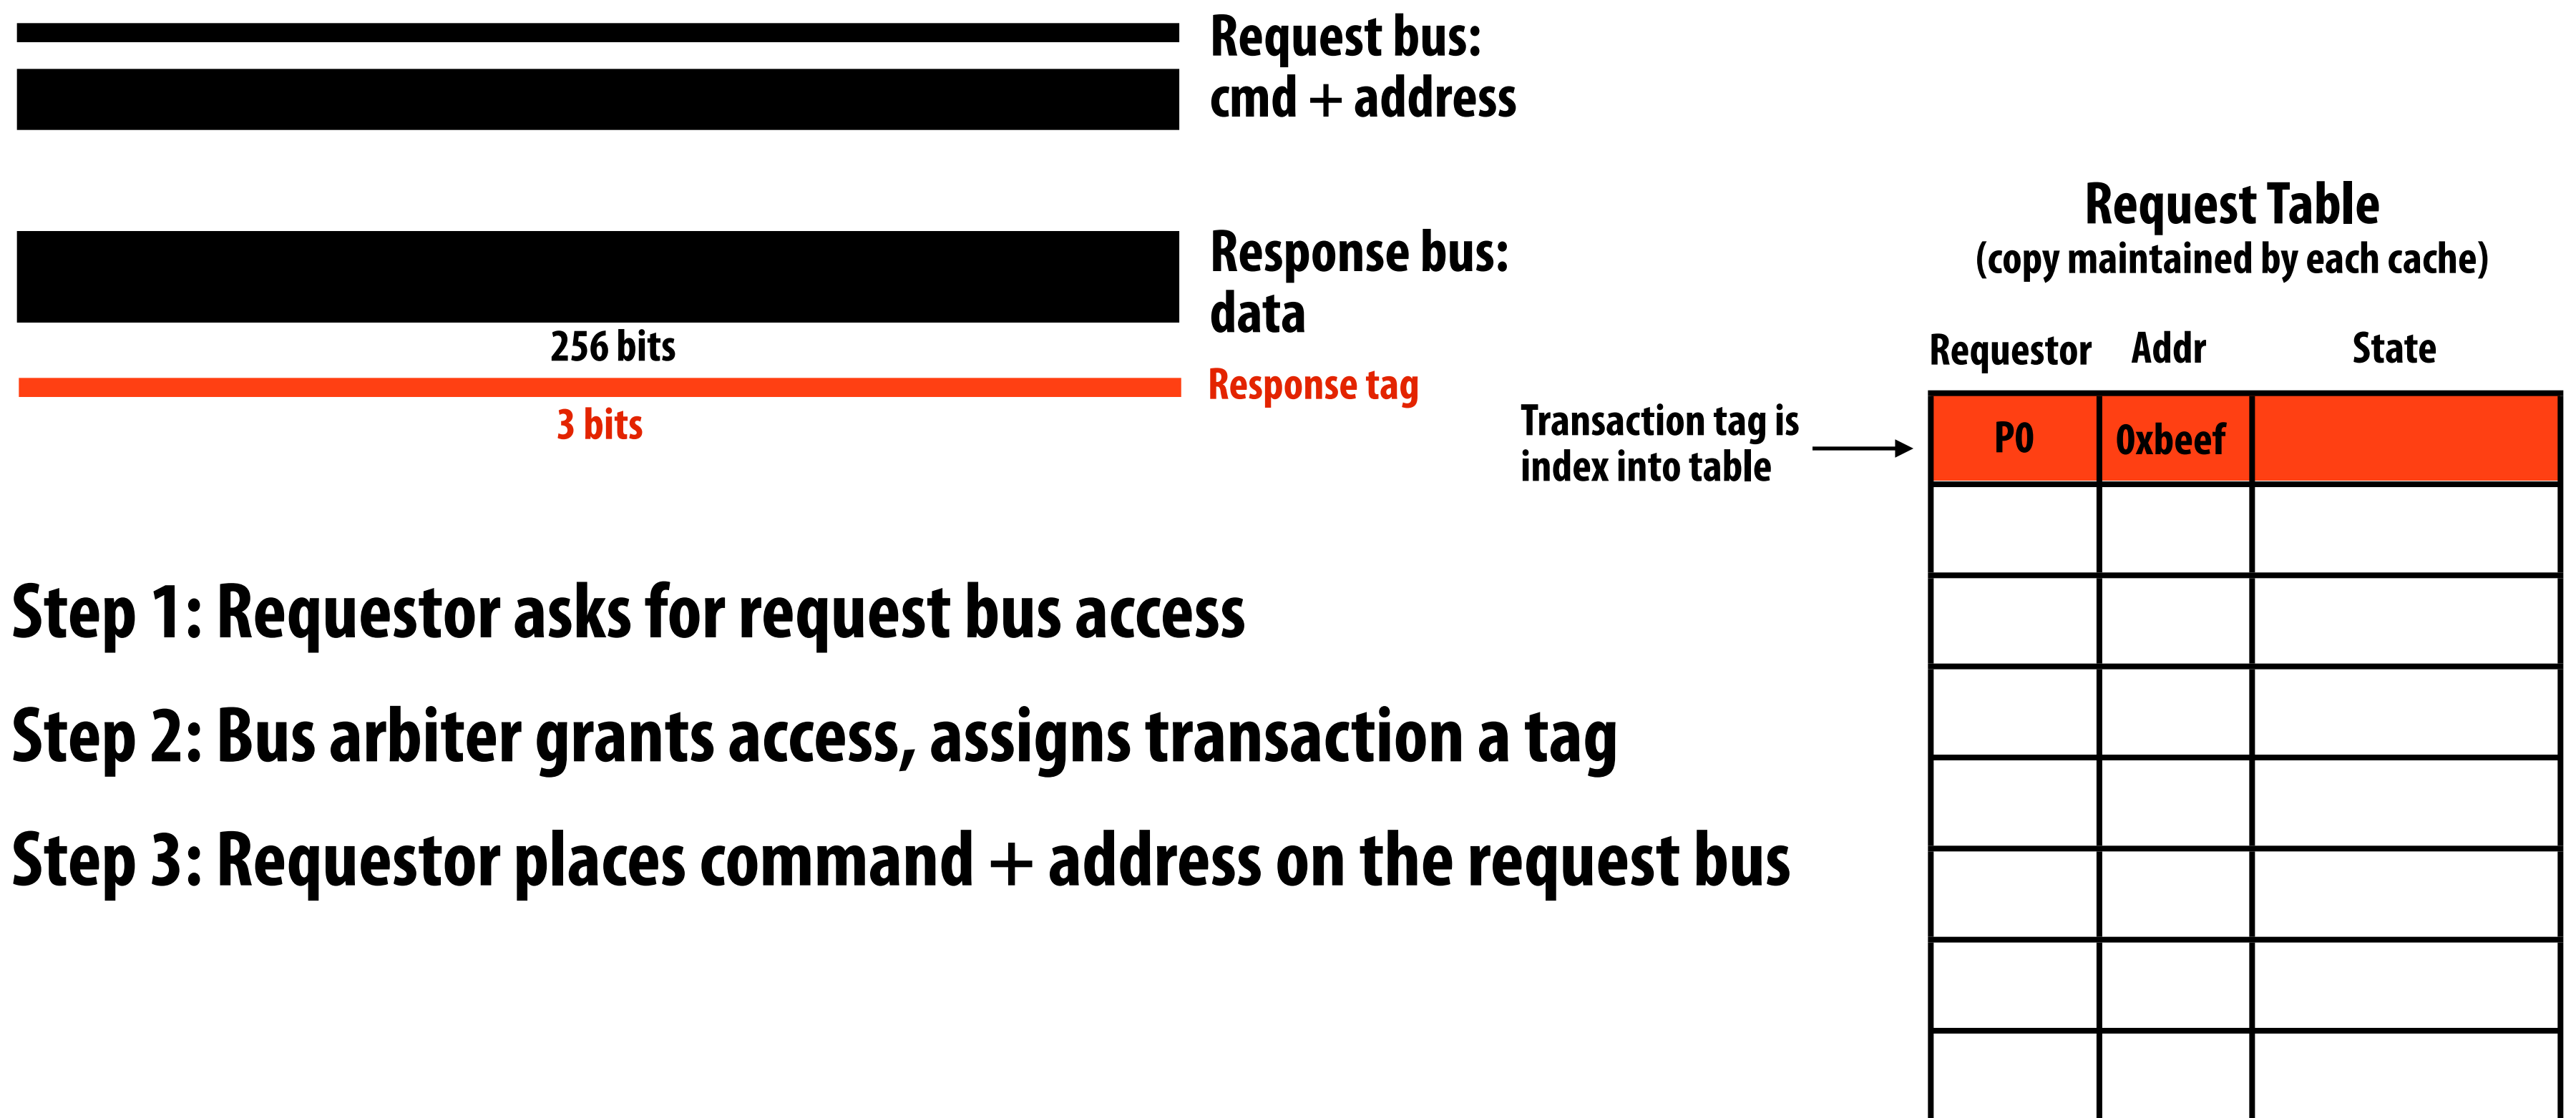 Request bus:
cmd + address
Response bus:
data
256 bits
Response tag
3 bits
Request Table
(copy maintained by each cache)
Requestor Addr State
Transaction tag is
index into table
P0 0xbeef
Step 1: Requestor asks for request bus access
Step 2: Bus arbiter grants access, assigns transaction a tag
Step 3: Requestor places command + address on the request bus